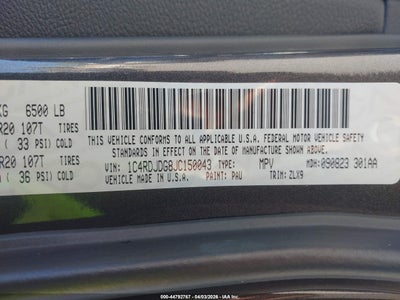 KG 6500 LB
R20 107T TIRES
( 33 PSI) COLD
R20 107T TIRES
( 36 PSI) COLD
THIS VEHICLE CONFORMS TO ALL APPLICABLE U.S.A. FEDERAL MOTOR VEHICLE SAFETY
STANDARDS IN EFFECT ON THE DATE OF MANUFACTURE SHOWN ABOVE.
VIN: 1C4RDJDG8JC150043 TYPE: MPV MDH: 090823 301AA
VEHICLE MADE IN U.S.A. PAINT: PAU TRIM: ZLX9
000-44792767 - 04/03/2026 - IAA